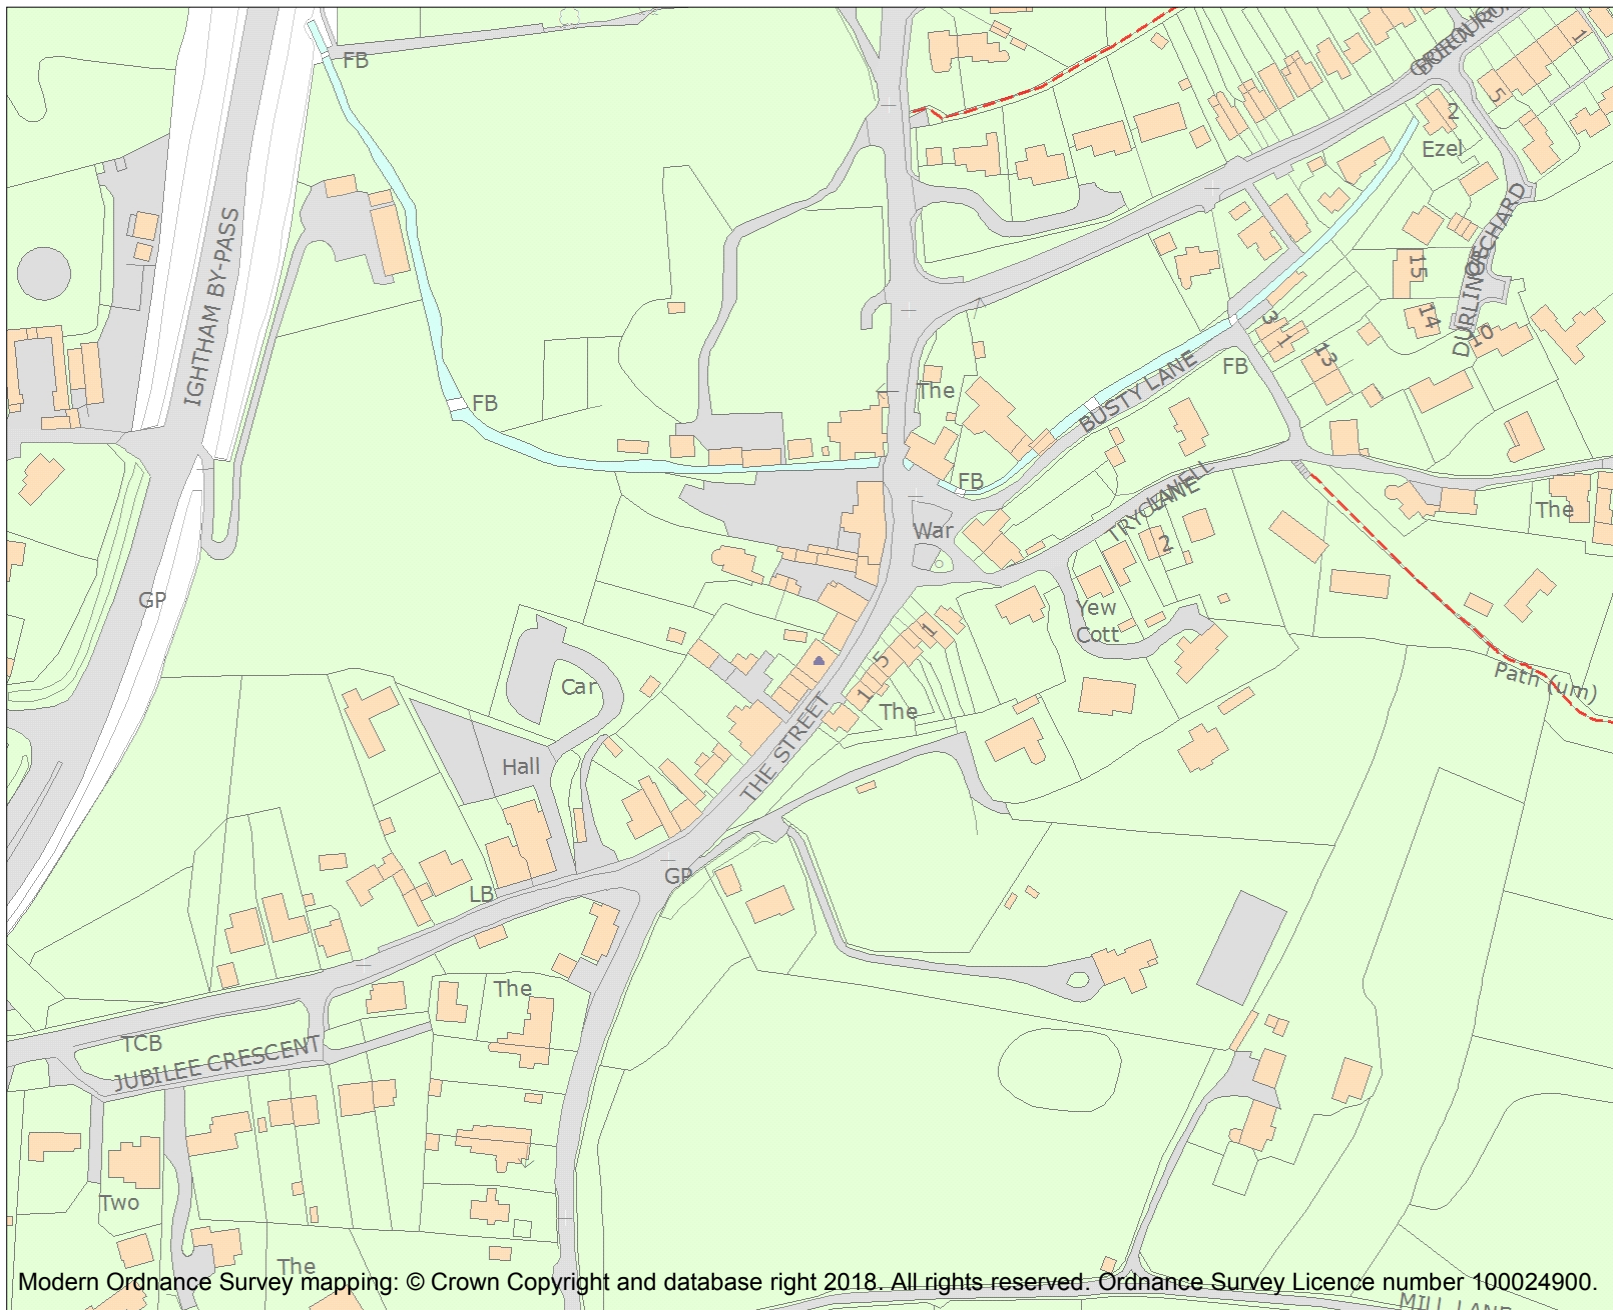 FB
2
1
5
Ezel
IGHTHAM BY-PASS
ORCHARD
15
14
10
3
1
13
FB
The
BUSTY LANE
FB
FB
War
LANE
2
The
GP
Yew
Cott
1
5
1
Path (um)
Car
The
THE STREET
Hall
GP
LB
The
TCB
JUBILEE CRESCENT
Two
The
Modern Ordnance Survey mapping: © Crown Copyright and database right 2018. All rights reserved. Ordnance Survey Licence number 100024900.
MILL LANE